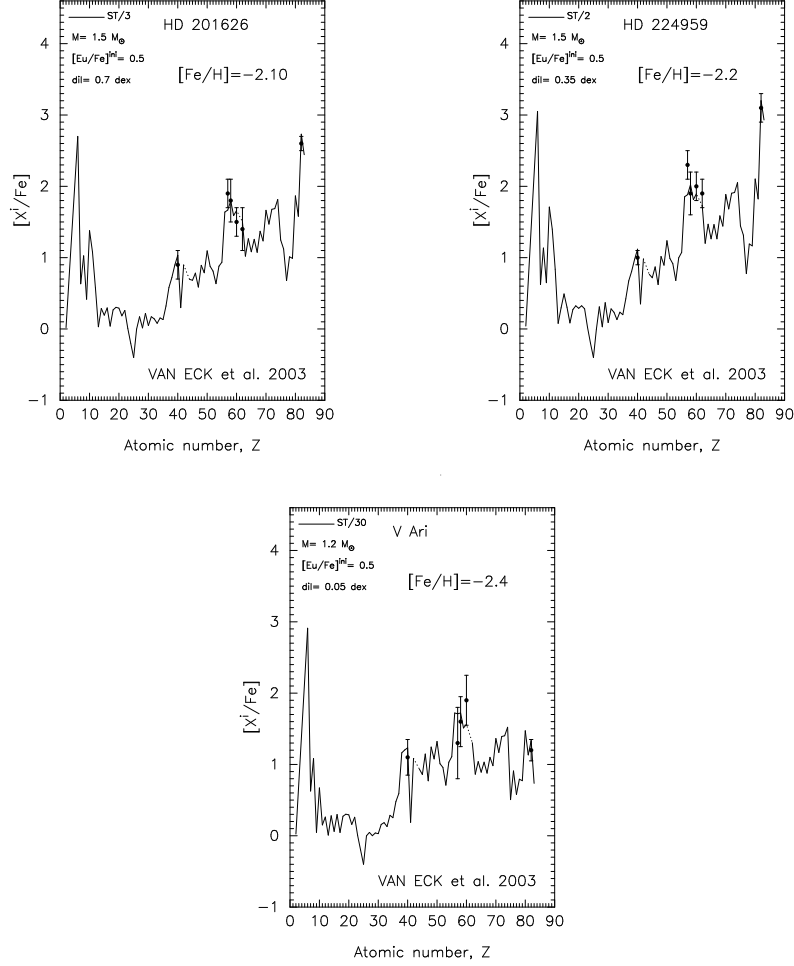 ST/3
HD 201626
M= 1.5 M⊙
[Eu/Fe]ini= 0.5
dil= 0.7 dex
[Fe/H]=−2.10
[Xi/Fe]
4
3
2
1
0
−1
VAN ECK et al. 2003
0 10 20 30 40 50 60 70 80 90
Atomic number, Z
ST/2
HD 224959
M= 1.5 M⊙
[Eu/Fe]ini= 0.5
dil= 0.35 dex
[Fe/H]=−2.2
[Xi/Fe]
4
3
2
1
0
−1
VAN ECK et al. 2003
0 10 20 30 40 50 60 70 80 90
Atomic number, Z
ST/30
V Ari
M= 1.2 M⊙
[Eu/Fe]ini= 0.5
dil= 0.05 dex
[Fe/H]=−2.4
[Xi/Fe]
4
3
2
1
0
−1
VAN ECK et al. 2003
0 10 20 30 40 50 60 70 80 90
Atomic number, Z